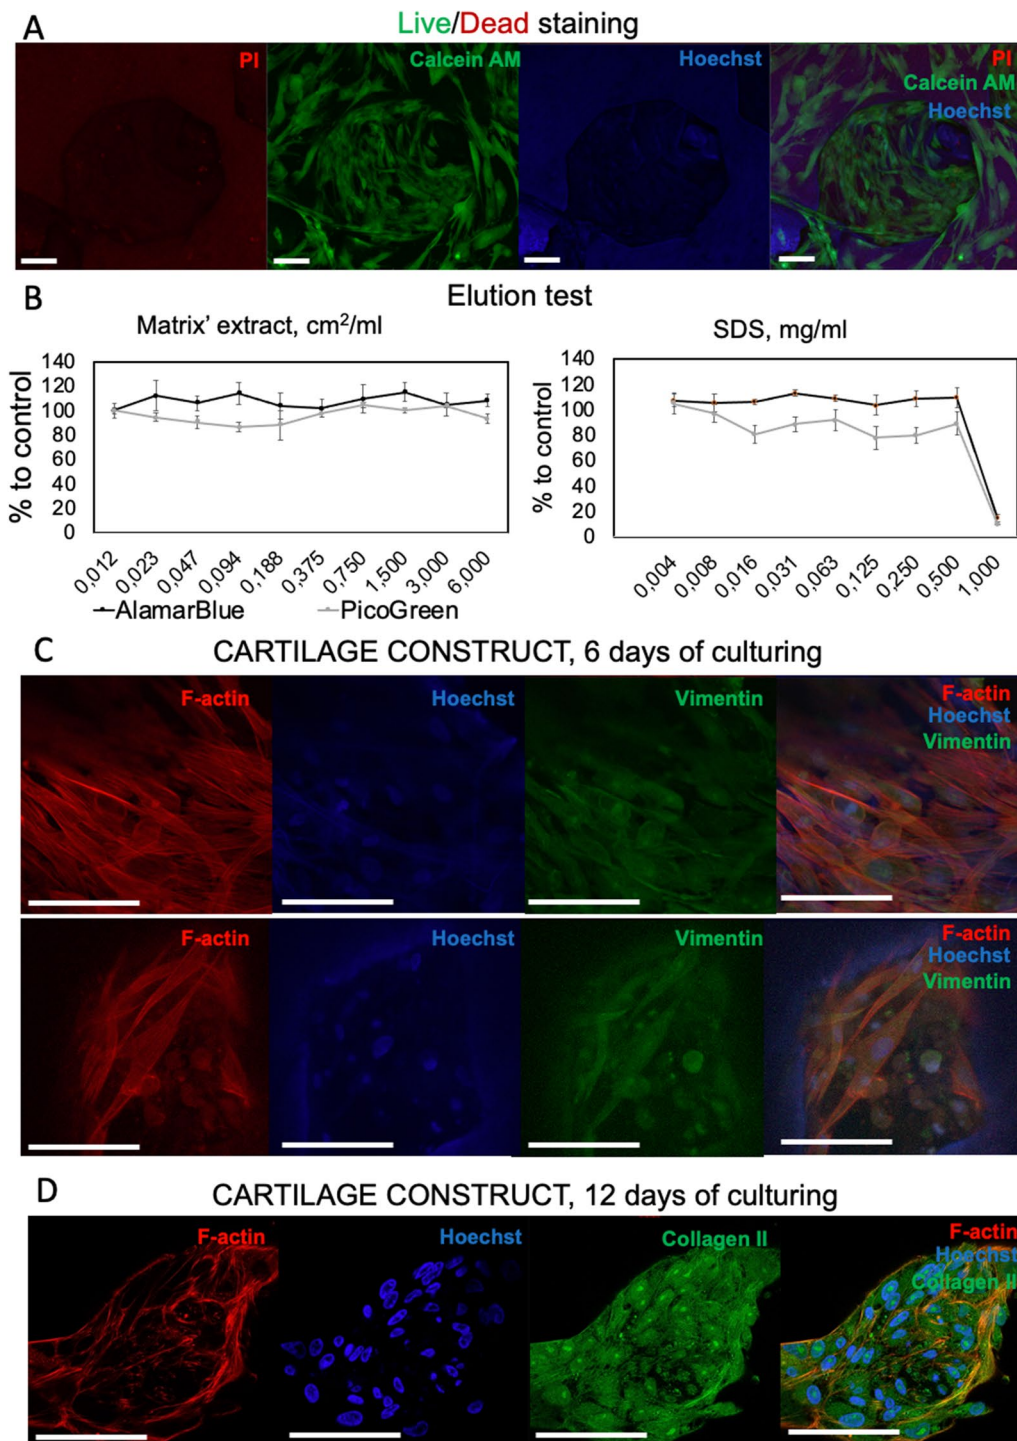 A
Live/Dead staining
PI
Calcein AM
Hoechst
PI
Calcein AM
Hoechst
B
Elution test
Matrix’ extract, cm²/ml
% to control
140
120
100
80
60
40
20
0
0,012
0,023
0,047
0,094
0,188
0,375
0,750
1,500
3,000
6,000
AlamarBlue
PicoGreen
SDS, mg/ml
% to control
140
120
100
80
60
40
20
0
0,004
0,008
0,016
0,031
0,063
0,125
0,250
0,500
1,000
C
CARTILAGE CONSTRUCT, 6 days of culturing
F-actin
Hoechst
Vimentin
F-actin
Hoechst
Vimentin
F-actin
Hoechst
Vimentin
F-actin
Hoechst
Vimentin
D
CARTILAGE CONSTRUCT, 12 days of culturing
F-actin
Hoechst
Collagen II
F-actin
Hoechst
Collagen II